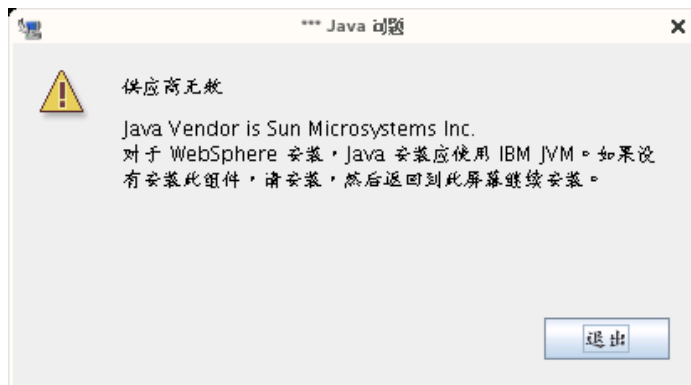 *** Java 问题
供应商无效
Java Vendor is Sun Microsystems Inc.
对于 WebSphere 安装，Java 安装应使用 IBM JVM。如果没
有安装此组件，请安装，然后返回到此屏幕继续安装。
退出